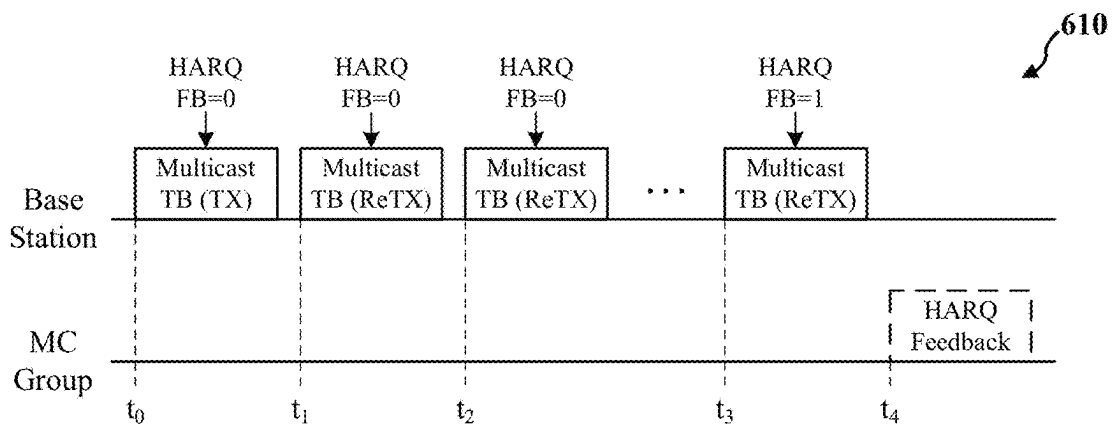 610
HARQ
FB=0
HARQ
FB=0
HARQ
FB=0
HARQ
FB=1
Multicast
TB (TX)
Multicast
TB (ReTX)
Multicast
TB (ReTX)
...
Multicast
TB (ReTX)
Base
Station
HARQ
Feedback
MC
Group
t0
t1
t2
t3
t4